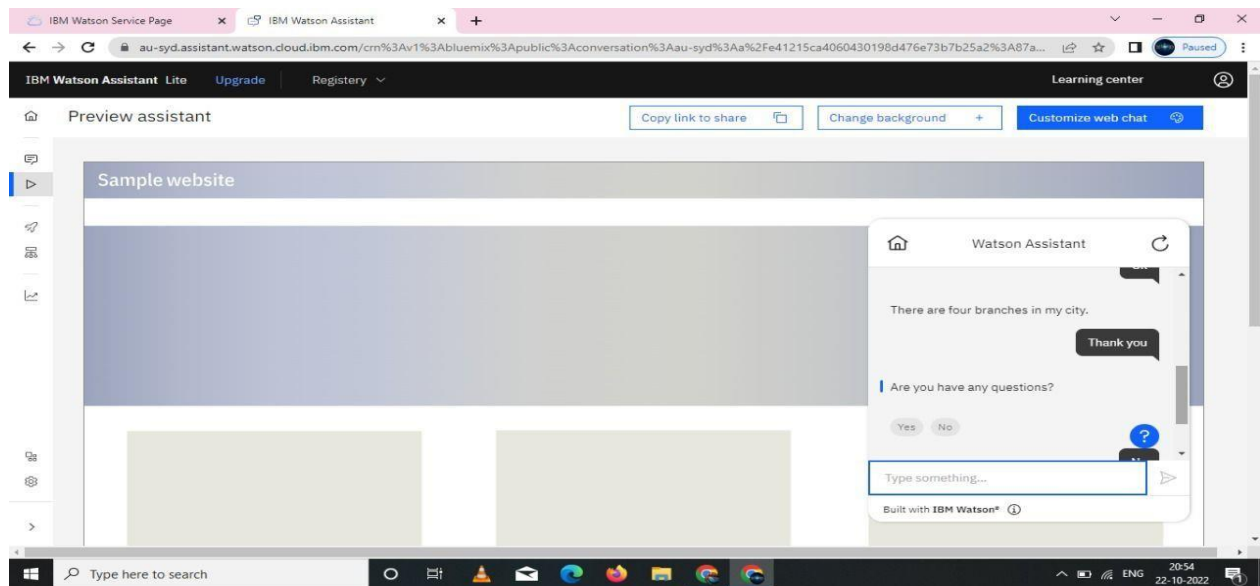 IBM Watson Service Page
IBM Watson Assistant
au-syd.assistant.watson.cloud.ibm.com/crn%3Av1%3Abluemix%3Apublic%3Aconversation%3Aau-syd%3Aa%2Fe41215ca4060430198d476e73b7b25a2%3A87a...
Paused
IBM Watson Assistant Lite Upgrade Registery
Learning center
Preview assistant
Copy link to share
Change background +
Customize web chat
Sample website
Watson Assistant
There are four branches in my city.
Thank you
Are you have any questions?
Yes No
?
Type something...
Built with IBM Watson®
Type here to search
ENG
20:54
22-10-2022